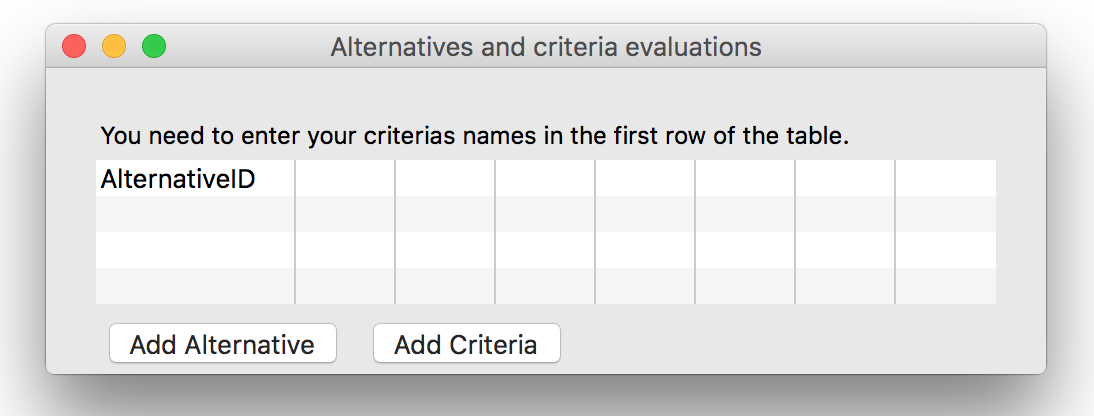 Alternatives and criteria evaluations
You need to enter your criterias names in the first row of the table.
AlternativeID
Add Alternative
Add Criteria